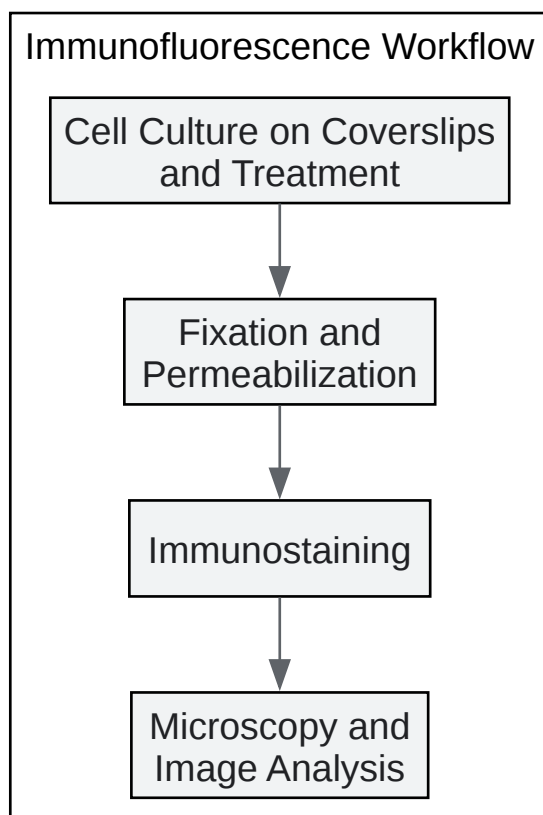 Immunofluorescence Workflow
Cell Culture on Coverslips
and Treatment
Fixation and
Permeabilization
Immunostaining
Microscopy and
Image Analysis